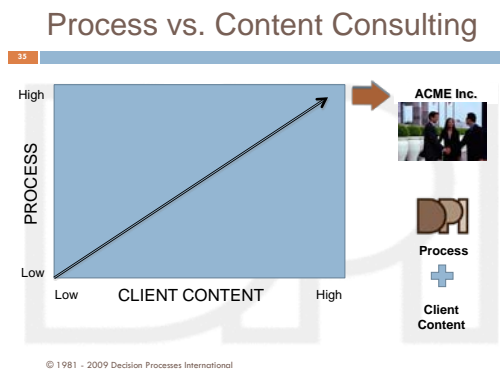 Process vs. Content Consulting
35
High
PROCESS
Low
Low
CLIENT CONTENT
High
ACME Inc.
DPI
Process
Client
Content
© 1981 - 2009 Decision Processes International